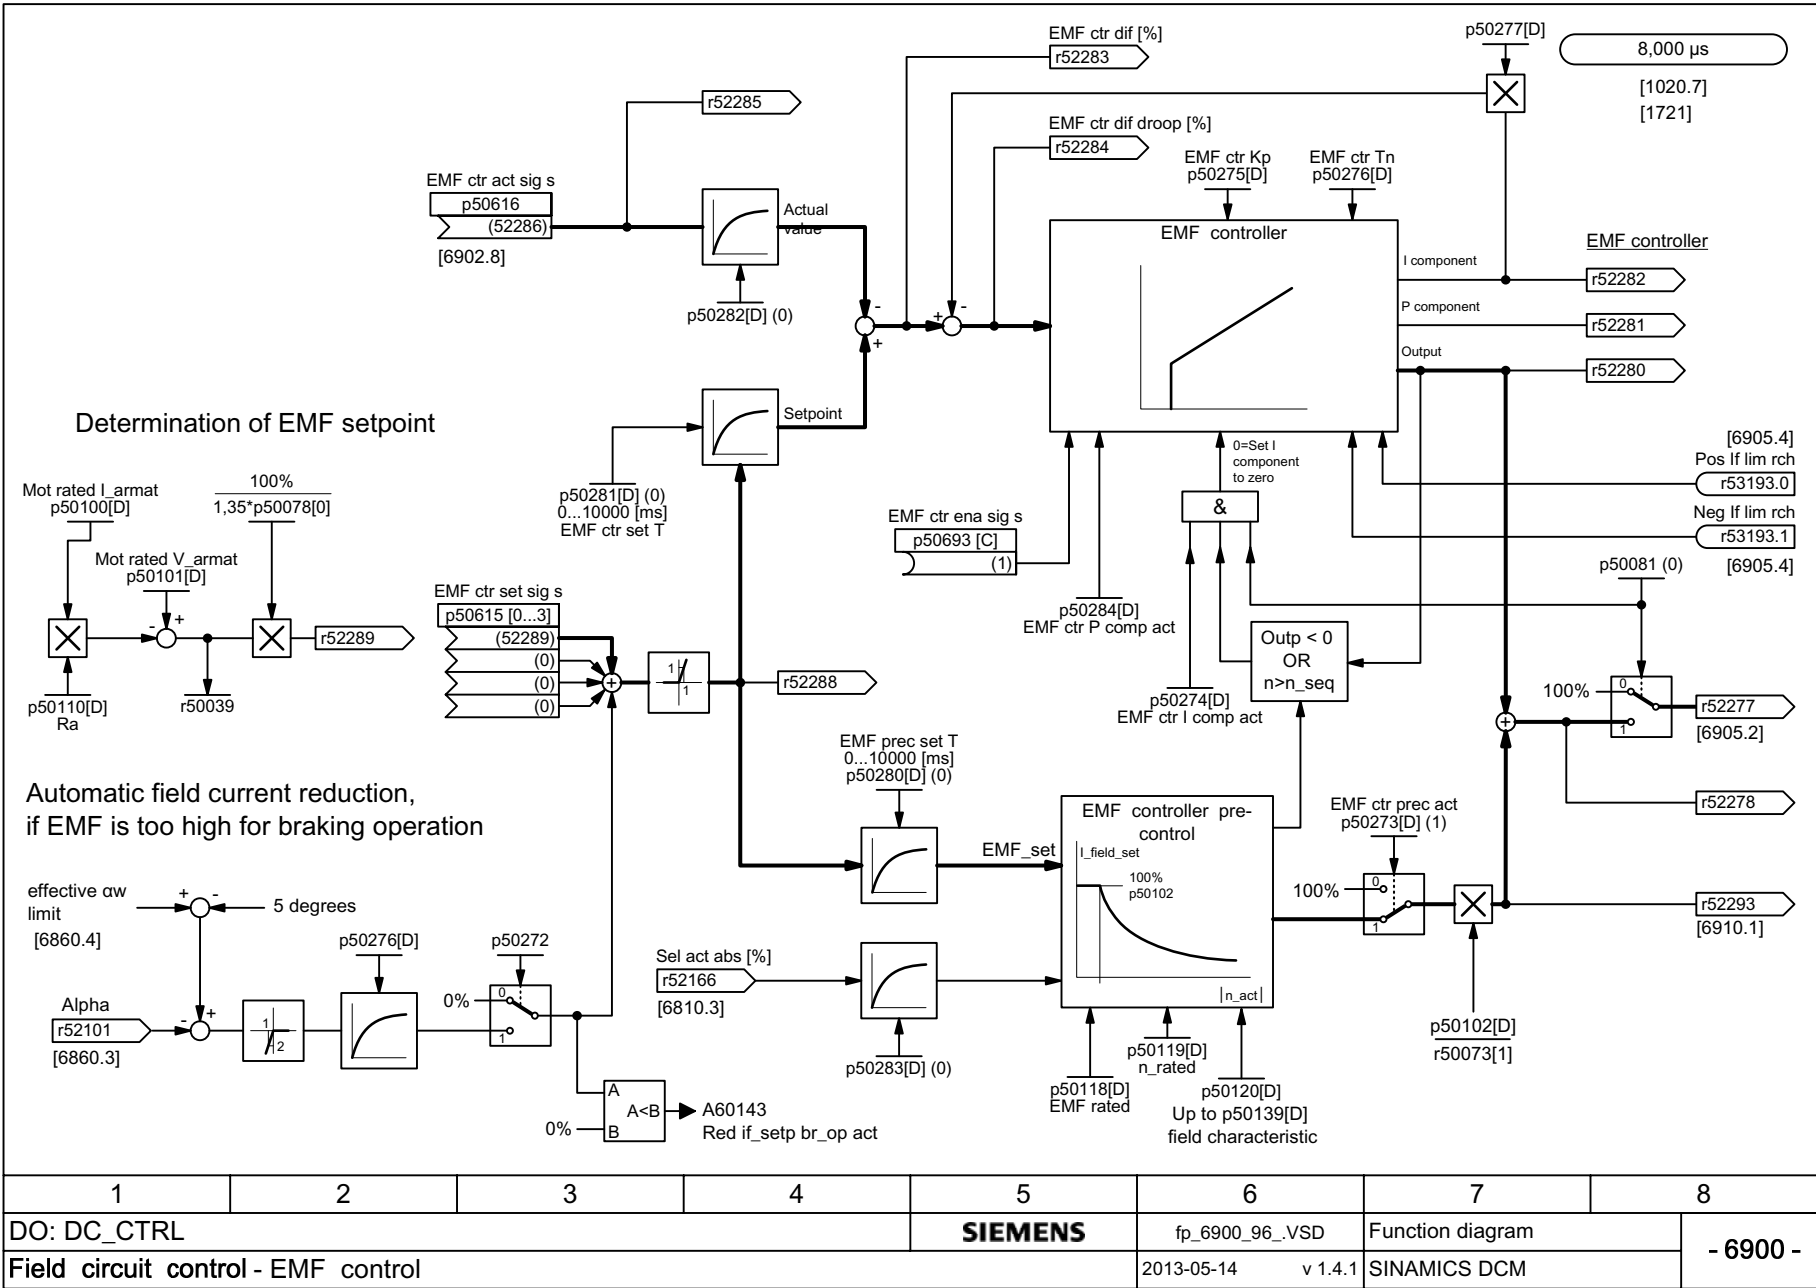 EMF ctr dif [%]
r52283
p50277[D]
8,000 µs
[1020.7]
[1721]
r52285
EMF ctr dif droop [%]
r52284
EMF ctr Kp
p50275[D]
EMF ctr Tn
p50276[D]
EMF ctr act sig s
p50616
(52286)
[6902.8]
Actual
value
p50282[D] (0)
-
+
+
-
EMF controller
I component
P component
Output
EMF controller
r52282
r52281
r52280
Determination of EMF setpoint
Setpoint
p50281[D] (0)
0...10000 [ms]
EMF ctr set T
Mot rated I_armat
p50100[D]
100%
1,35*p50078[0]
Mot rated V_armat
p50101[D]
-
+
r52289
p50110[D]
Ra
r50039
EMF ctr set sig s
p50615 [0...3]
(52289)
(0)
(0)
(0)
+
1
1
r52288
EMF ctr ena sig s
p50693 [C]
(1)
0=Set I
component
to zero
&
p50284[D]
EMF ctr P comp act
p50274[D]
EMF ctr I comp act
Outp < 0
OR
n>n_seq
[6905.4]
Pos If lim rch
r53193.0
Neg If lim rch
r53193.1
[6905.4]
p50081 (0)
100%
0
1
r52277
[6905.2]
+
r52278
Automatic field current reduction,
if EMF is too high for braking operation
EMF prec set T
0...10000 [ms]
p50280[D] (0)
EMF_set
EMF controller pre-
control
I_field_set
100%
p50102
|n_act|
EMF ctr prec act
p50273[D] (1)
100%
0
1
r52293
[6910.1]
p50102[D]
r50073[1]
effective αw
limit
[6860.4]
+
-
5 degrees
p50276[D]
p50272
Alpha
r52101
[6860.3]
-
+
1
2
0%
0
1
Sel act abs [%]
r52166
[6810.3]
p50283[D] (0)
p50118[D]
EMF rated
p50119[D]
n_rated
p50120[D]
Up to p50139[D]
field characteristic
A
A<B
B
0%
A60143
Red if_setp br_op act
1 2 3 4 5 6 7 8
DO: DC_CTRL
SIEMENS
fp_6900_96_.VSD
Function diagram
- 6900 -
Field circuit control - EMF control
2013-05-14 v 1.4.1
SINAMICS DCM